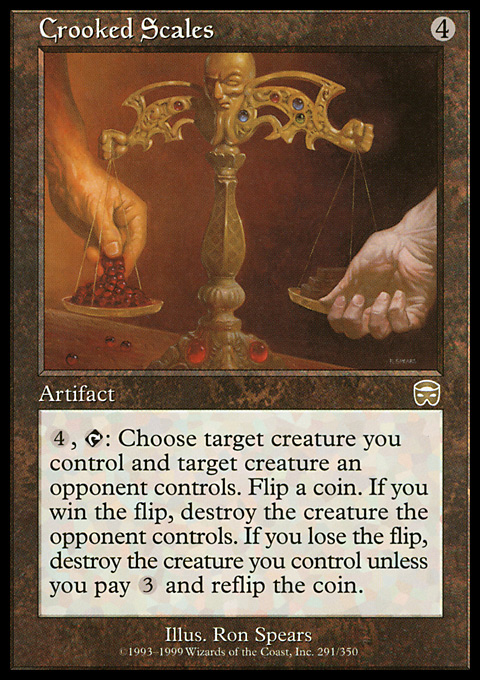 Crooked Scales 4
R. SPEARS
Artifact
4, : Choose target creature you
control and target creature an
opponent controls. Flip a coin. If you
win the flip, destroy the creature the
opponent controls. If you lose the flip,
destroy the creature you control unless
you pay 3 and reflip the coin.
Illus. Ron Spears
©1993-1999 Wizards of the Coast, Inc. 291/350